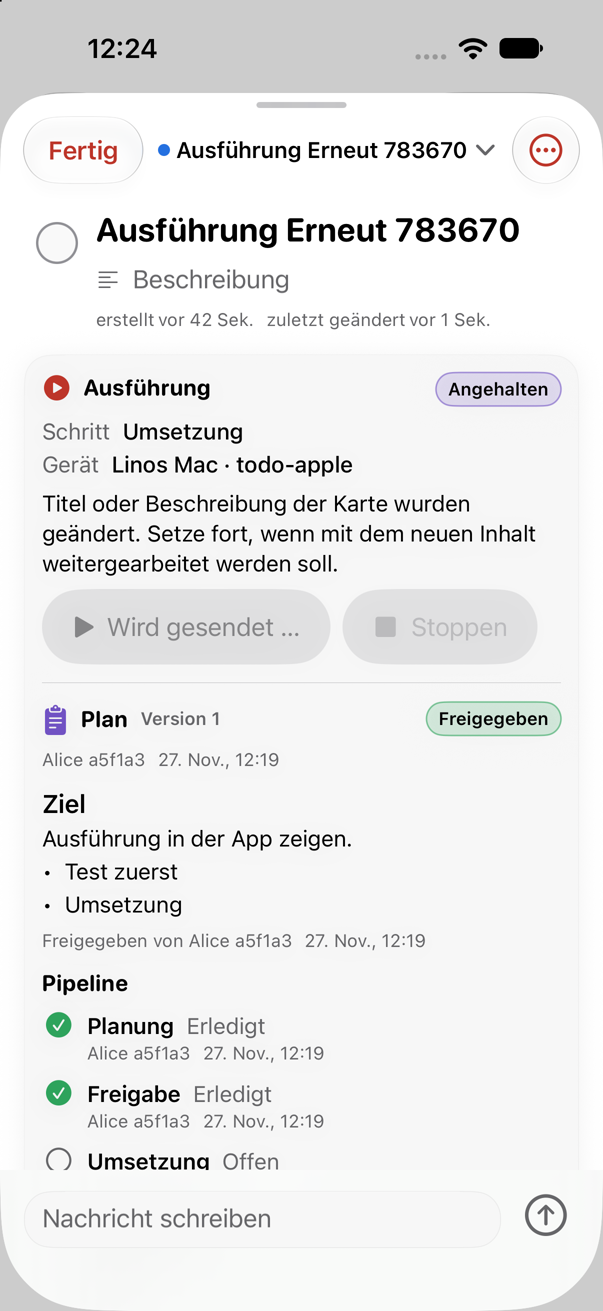 12:24
Fertig
Ausführung Erneut 783670
Ausführung Erneut 783670
Beschreibung
erstellt vor 42 Sek. zuletzt geändert vor 1 Sek.
Ausführung
Angehalten
Schritt Umsetzung
Gerät Linos Mac · todo-apple
Titel oder Beschreibung der Karte wurden
geändert. Setze fort, wenn mit dem neuen Inhalt
weitergearbeitet werden soll.
Wird gesendet ...
Stoppen
Plan Version 1
Freigegeben
Alice a5f1a3 27. Nov., 12:19
Ziel
Ausführung in der App zeigen.
• Test zuerst
• Umsetzung
Freigegeben von Alice a5f1a3 27. Nov., 12:19
Pipeline
Planung Erledigt
Alice a5f1a3 27. Nov., 12:19
Freigabe Erledigt
Alice a5f1a3 27. Nov., 12:19
Umsetzung Offen
Nachricht schreiben